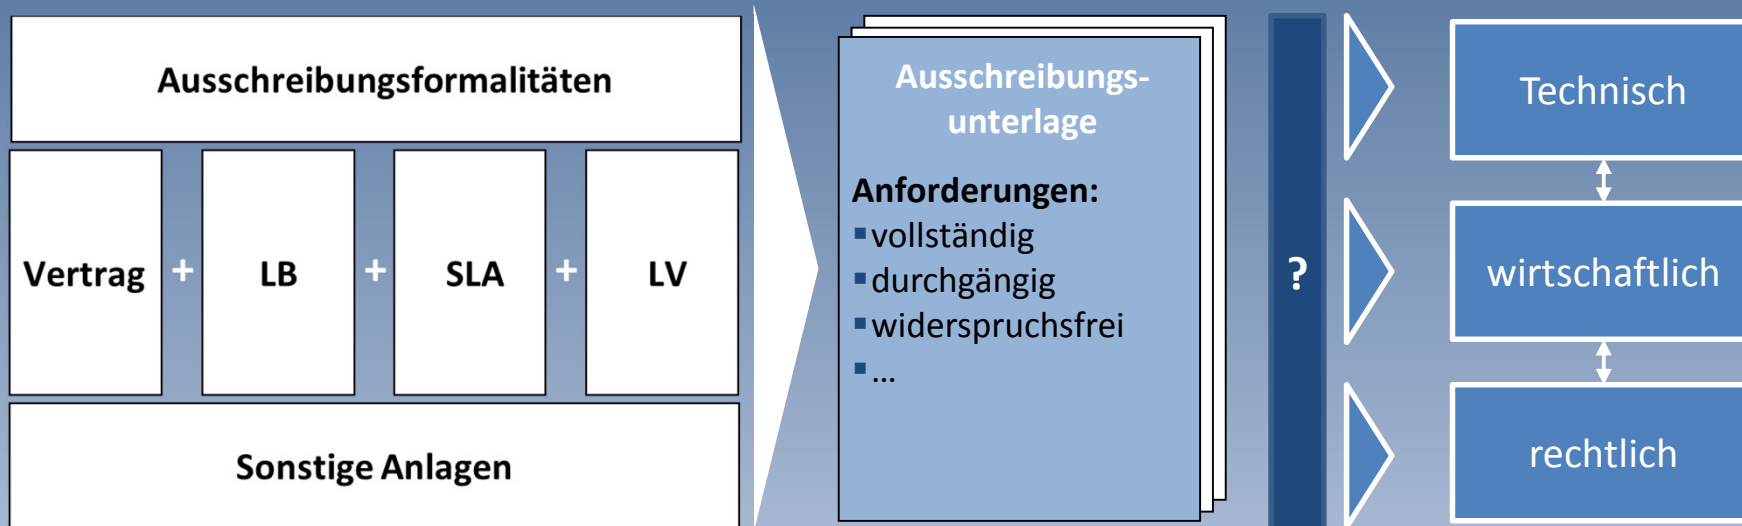 Ausschreibungsformalitäten
Vertrag + LB + SLA + LV
Sonstige Anlagen
Ausschreibungs-
unterlage
Anforderungen:
▪vollständig
▪durchgängig
▪widerspruchsfrei
▪...
?
Technisch
wirtschaftlich
rechtlich